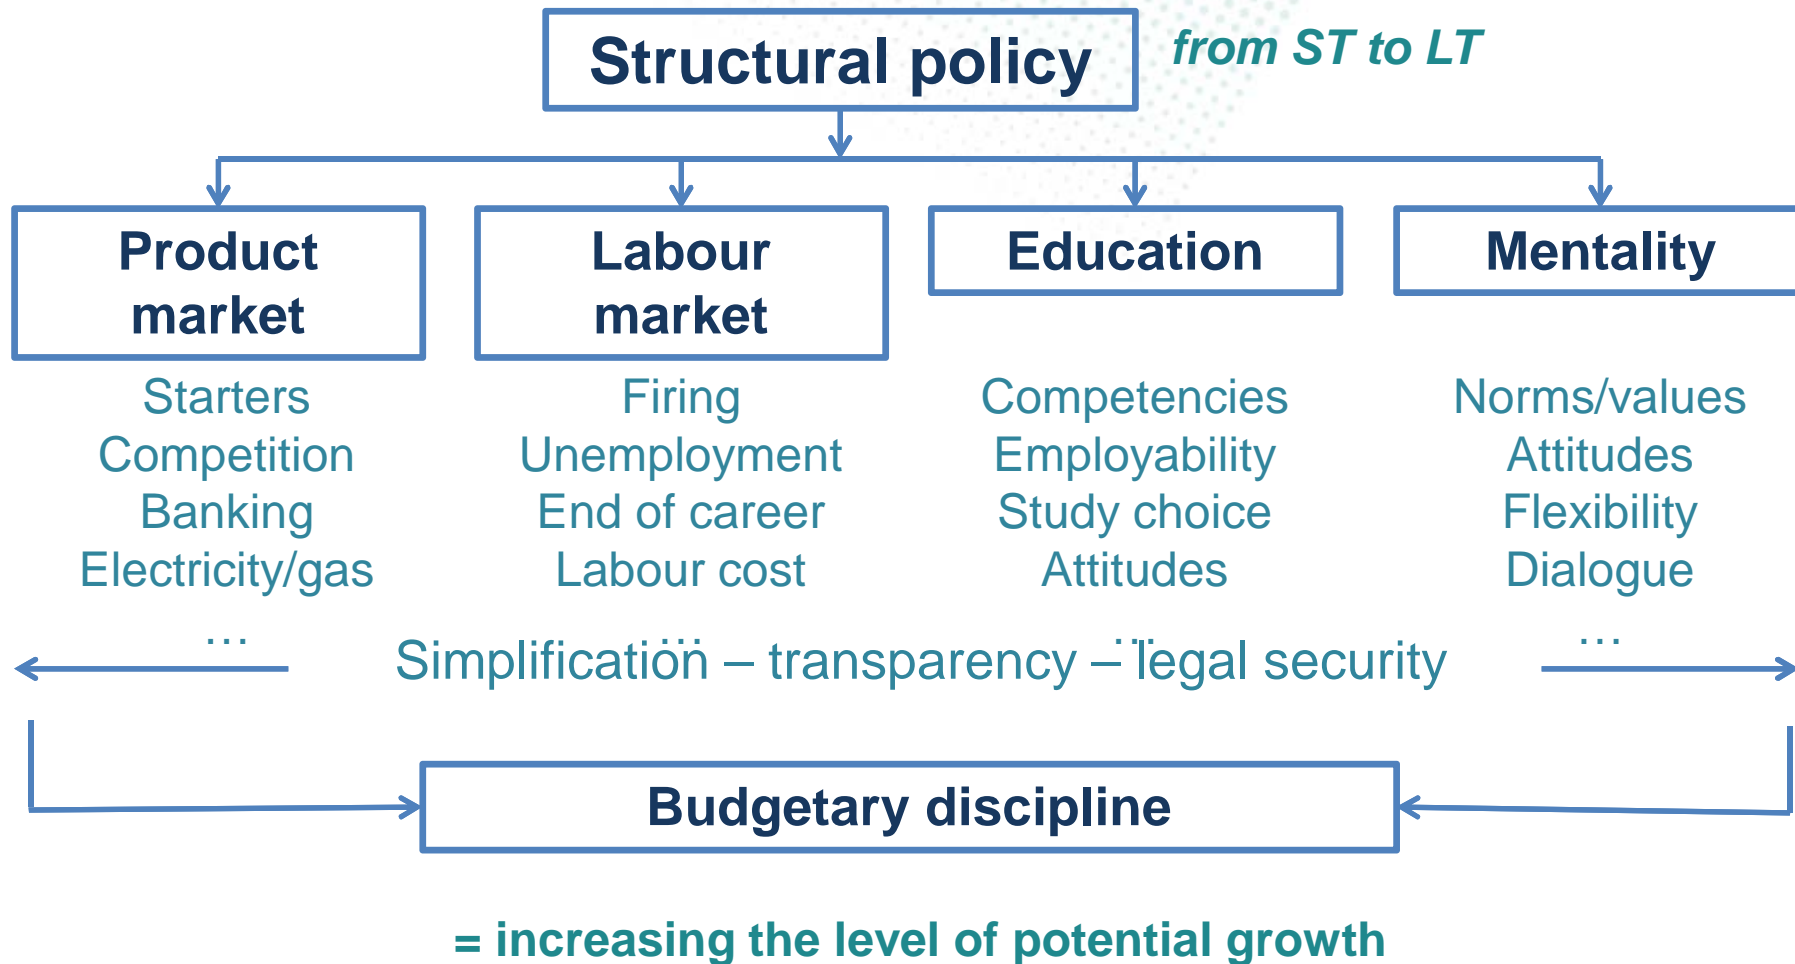 Structural policy
from ST to LT
Product
market
Labour
market
Education
Mentality
Starters
Competition
Banking
Electricity/gas
...
Firing
Unemployment
End of career
Labour cost
...
Competencies
Employability
Study choice
Attitudes
...
Norms/values
Attitudes
Flexibility
Dialogue
...
Simplification – transparency – legal security
Budgetary discipline
= increasing the level of potential growth